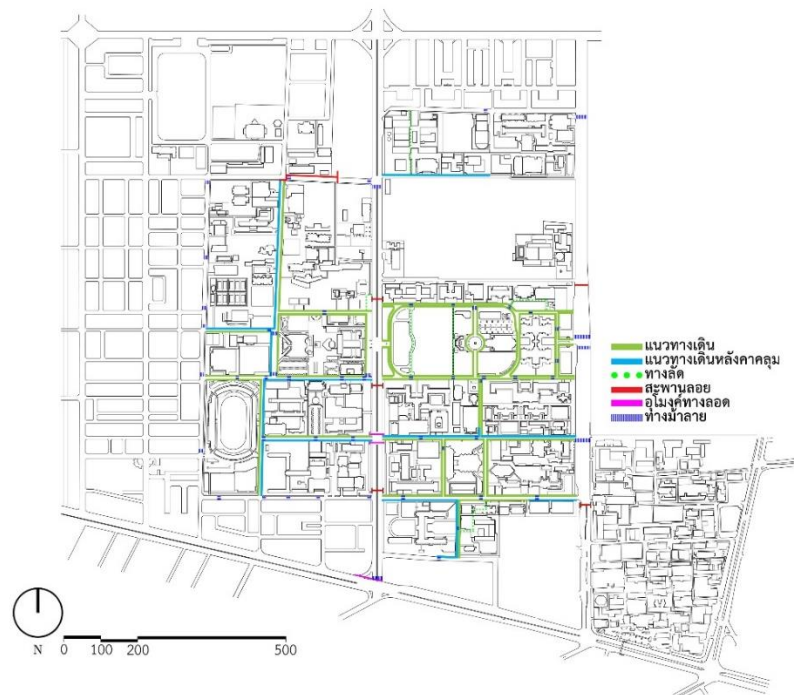 แนวทางเดิน
แนวทางเดินหลังคาคลุม
ทางลัด
สะพานลอย
อุโมงค์ทางลอด
ทางม้าลาย
N
0 100 200 500